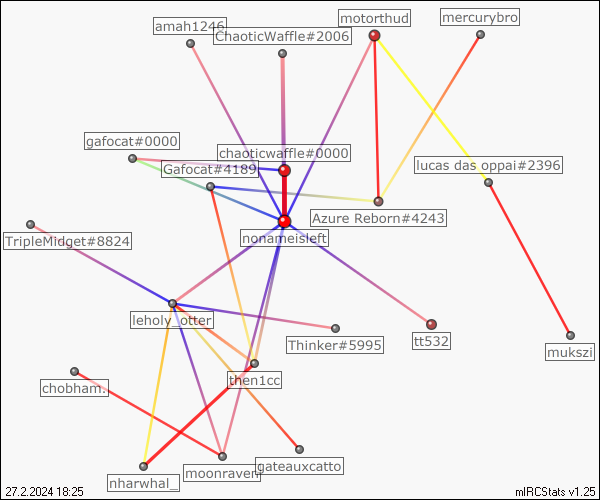 amah1246
ChaoticWaffle#2006
motorthud
mercurybro
gafocat#0000
chaoticwaffle#0000
Gafocat#4189
lucas das oppai#2396
Azure Reborn#4243
TripleMidget#8824
nonameisleft
leholy_otter
Thinker#5995
tt532
mukszi
chobham.
then1cc
nharwhal_
moonraven
gateauxcatto
27.2.2024 18:25
mIRCStats v1.25